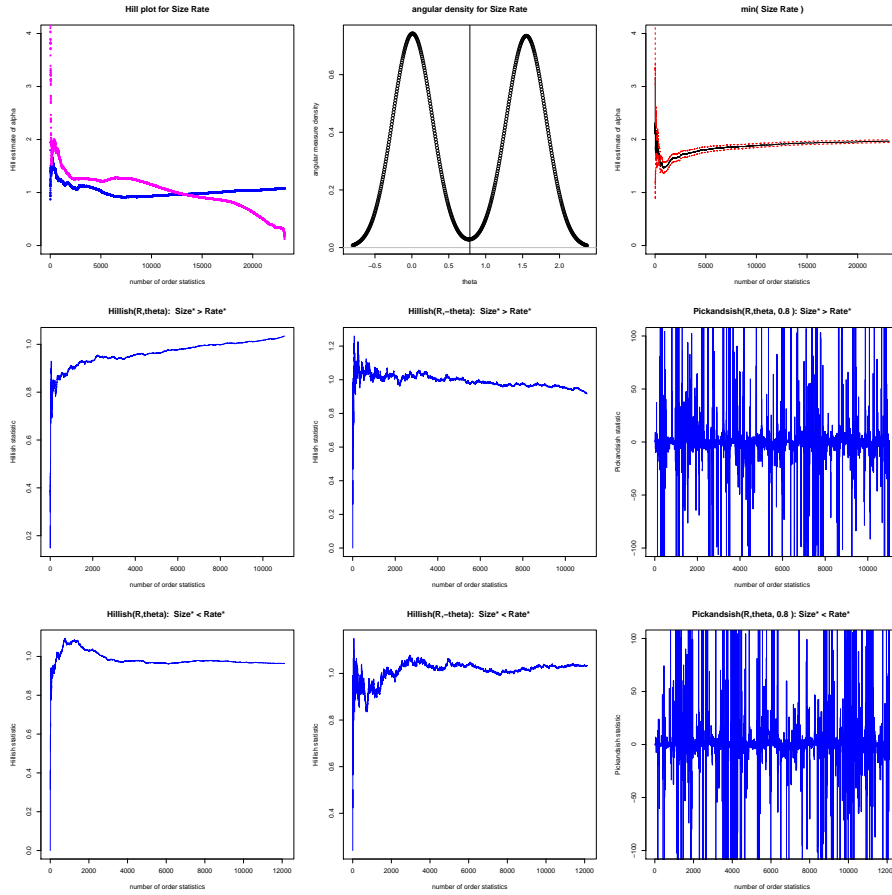 Hill plot for Size Rate
Hill estimate of alpha
0 1 2 3 4
0 5000 10000 15000 20000
number of order statistics
angular density for Size Rate
angular measure density
0.0 0.2 0.4 0.6
−0.5 0.0 0.5 1.0 1.5 2.0
theta
min( Size Rate )
Hill estimate of alpha
0 1 2 3 4
0 5000 10000 15000 20000
number of order statistics
Hillish(R,theta): Size* > Rate*
Hillish statistic
0.2 0.4 0.6 0.8 1.0
0 2000 4000 6000 8000 10000
number of order statistics
Hillish(R,−theta): Size* > Rate*
Hillish statistic
0.0 0.2 0.4 0.6 0.8 1.0 1.2
0 2000 4000 6000 8000 10000
number of order statistics
Pickandsish(R,theta, 0.8 ): Size* > Rate*
Pickandsish statistic
−100 −50 0 50 100
0 2000 4000 6000 8000 10000
number of order statistics
Hillish(R,theta): Size* < Rate*
Hillish statistic
0.0 0.2 0.4 0.6 0.8 1.0
0 2000 4000 6000 8000 10000 12000
number of order statistics
Hillish(R,−theta): Size* < Rate*
Hillish statistic
0.4 0.6 0.8 1.0
0 2000 4000 6000 8000 10000 12000
number of order statistics
Pickandsish(R,theta, 0.8 ): Size* < Rate*
Pickandsish statistic
−100 −50 0 50 100
0 2000 4000 6000 8000 10000
number of order statistics